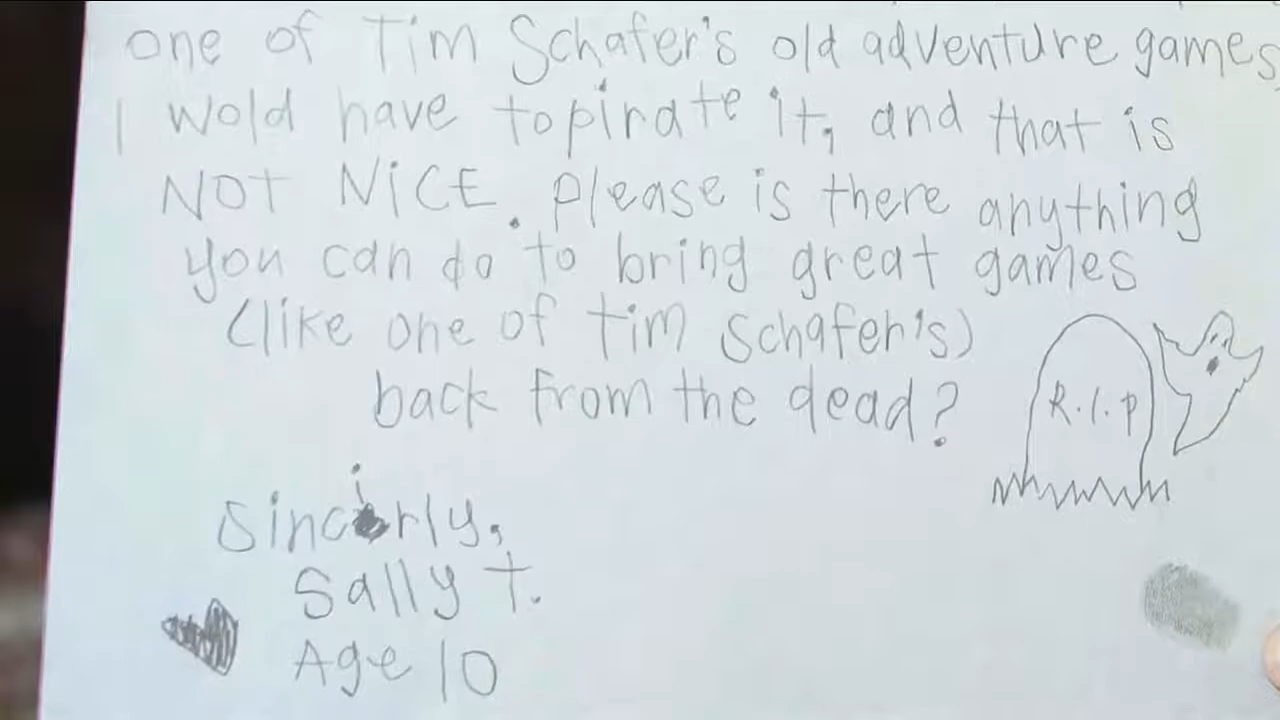 one of Tim Schafer's old adventure games,
I wold have to pirate it, and that is
NOT NiCE. please is there anything
you can do to bring great games
(like one of tim schafer's)
back from the dead?
R.I.P
Sincirly,
Sally T.
Age 10